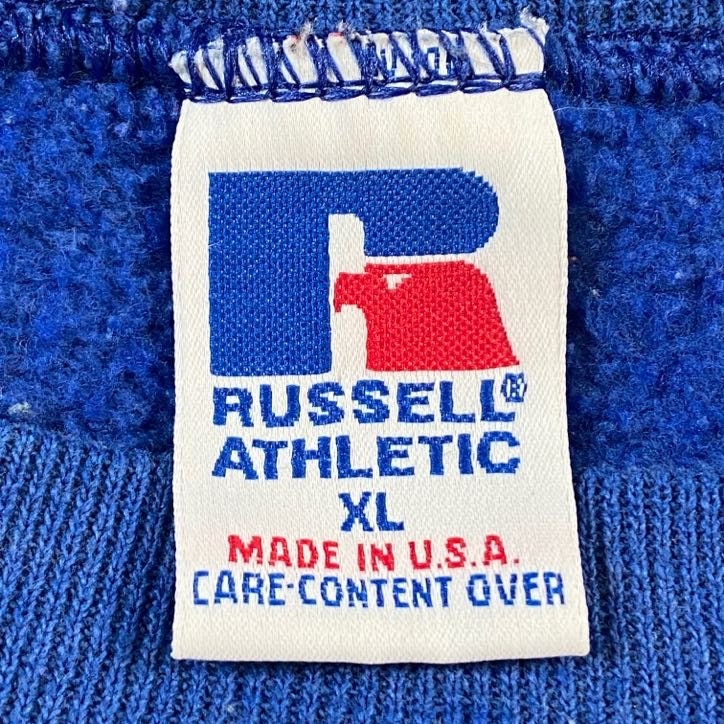 RUSSELL®
ATHLETIC
XL
MADE IN U.S.A.
CARE-CONTENT OVER